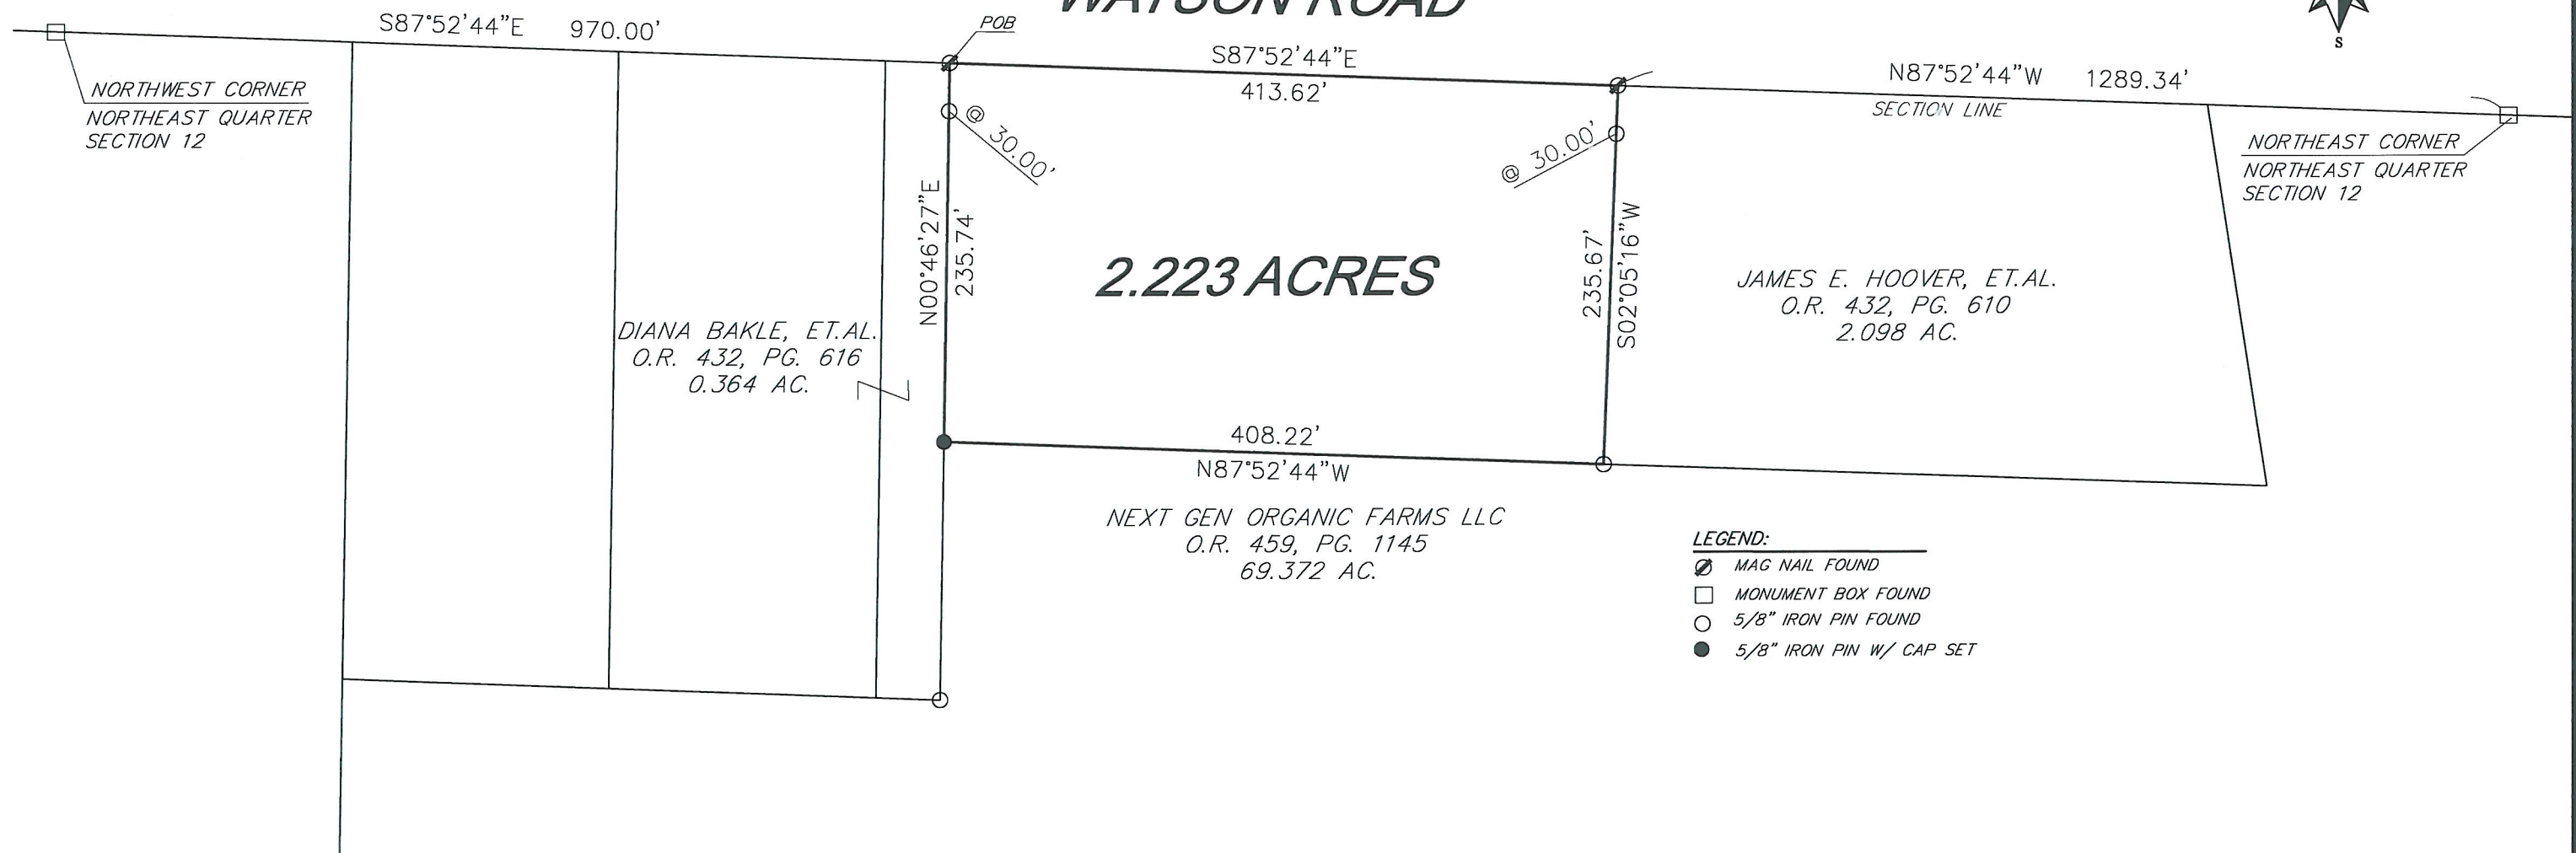 WATSON ROAD
S87°52'44"E 970.00'
POB
S87°52'44"E
413.62'
N87°52'44"W 1289.34'
SECTION LINE
S
NORTHWEST CORNER
NORTHEAST QUARTER
SECTION 12
@ 30.00'
@ 30.00'
NORTHEAST CORNER
NORTHEAST QUARTER
SECTION 12
N00°46'27"E
235.74'
2.223 ACRES
235.67'
S02°05'16"W
JAMES E. HOOVER, ET.AL.
O.R. 432, PG. 610
2.098 AC.
DIANA BAKLE, ET.AL.
O.R. 432, PG. 616
0.364 AC.
408.22'
N87°52'44"W
NEXT GEN ORGANIC FARMS LLC
O.R. 459, PG. 1145
69.372 AC.
LEGEND:
MAG NAIL FOUND
MONUMENT BOX FOUND
5/8" IRON PIN FOUND
5/8" IRON PIN W/ CAP SET